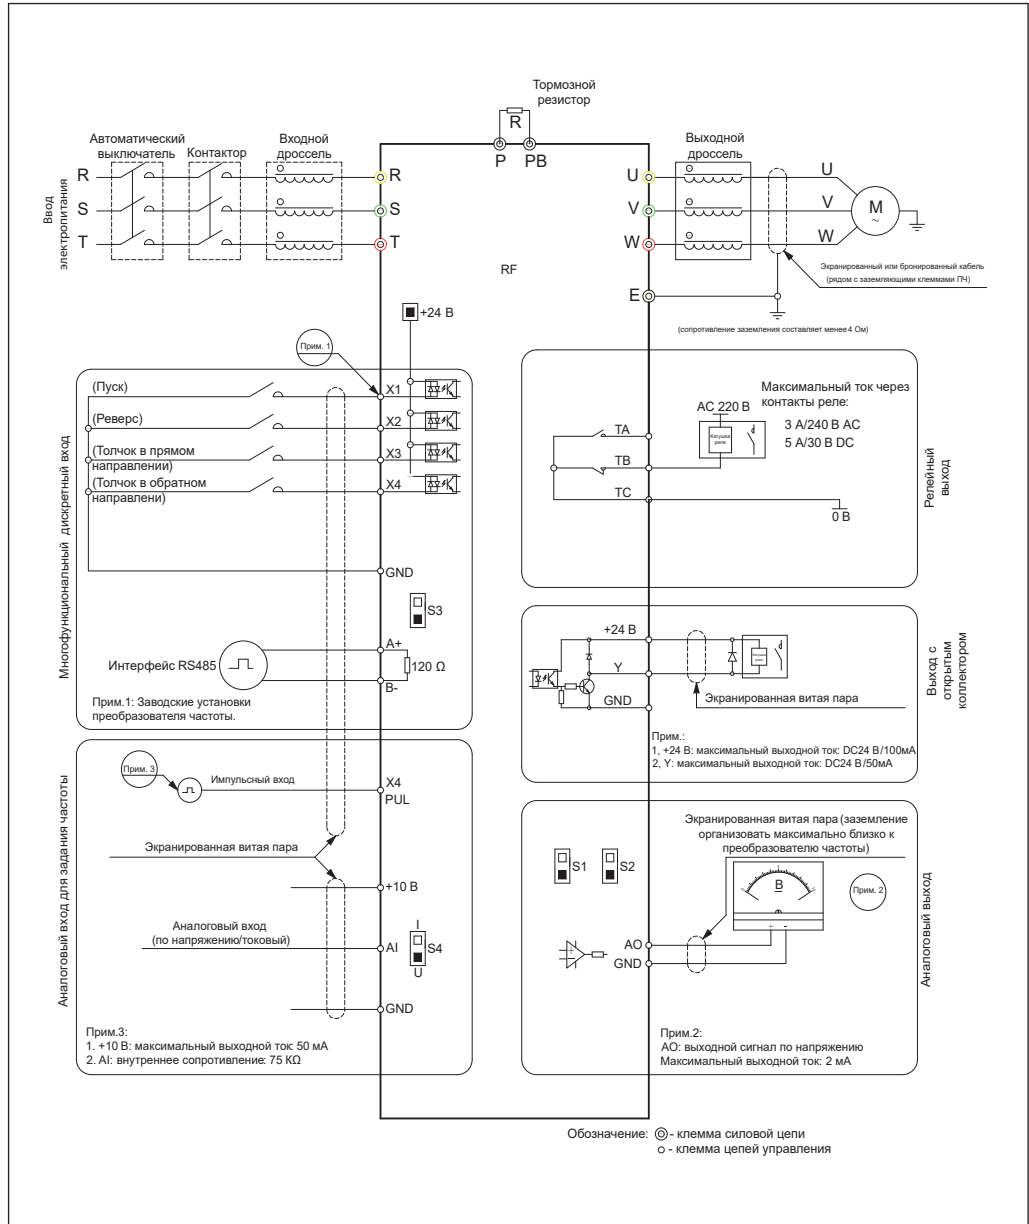 Тормозной
резистор
R
P
PB
Автоматический
выключатель
Контактор
Входной
дроссель
Выходной
дроссель
Ввод
электропитания
R
S
T
R
S
T
U
V
W
U
V
W
M
~
RF
E
Экранированный или бронированный кабель
(рядом с заземляющими клеммами ПЧ)
(сопротивление заземления составляет менее 4 Ом)
+24 В
Прим. 1
Многофункциональный дискретный вход
(Пуск)
X1
(Реверс)
X2
(Толчок в прямом
направлении)
X3
(Толчок в обратном
направлени)
X4
GND
S3
A+
Интерфейс RS485
120 Ω
B-
Прим.1: Заводские установки
преобразователя частоты.
Релейный
выход
Максимальный ток через
контакты реле:
3 А/240 В AC
5 А/30 В DC
AC 220 В
Катушка
реле
TA
TB
TC
0 В
Выход с
открытым
коллектором
+24 В
Y
GND
Экранированная витая пара
Прим.:
1, +24 В: максимальный выходной ток: DC24 В/100мА
2, Y: максимальный выходной ток: DC24 В/50мА
Аналоговый вход для задания частоты
Прим. 3
Импульсный вход
X4
PUL
Экранированная витая пара
+10 В
Аналоговый вход
(по напряжению/токовый)
AI
I
S4
U
GND
Прим.3:
1. +10 В: максимальный выходной ток: 50 мА
2. AI: внутреннее сопротивление: 75 КΩ
Аналоговый выход
Экранированная витая пара (заземление
организовать максимально близко к
преобразователю частоты)
S1
S2
В
+ -
Прим. 2
AO
GND
Прим.2:
АО: выходной сигнал по напряжению
Максимальный выходной ток: 2 мА
Обозначение: - клемма силовой цепи
- клемма цепей управления